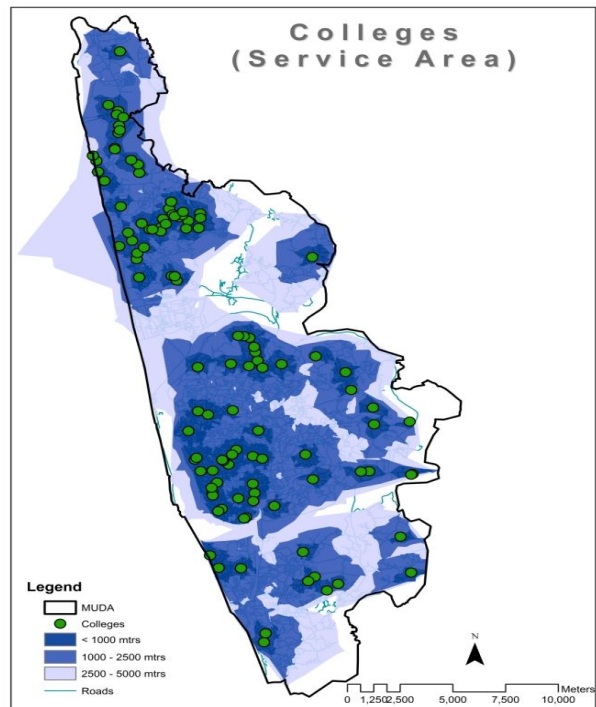 Colleges
(Service Area)
Legend
MUDA
Colleges
< 1000 mtrs
1000 - 2500 mtrs
2500 - 5000 mtrs
Roads
N
Meters
0 1,250 2,500 5,000 7,500 10,000